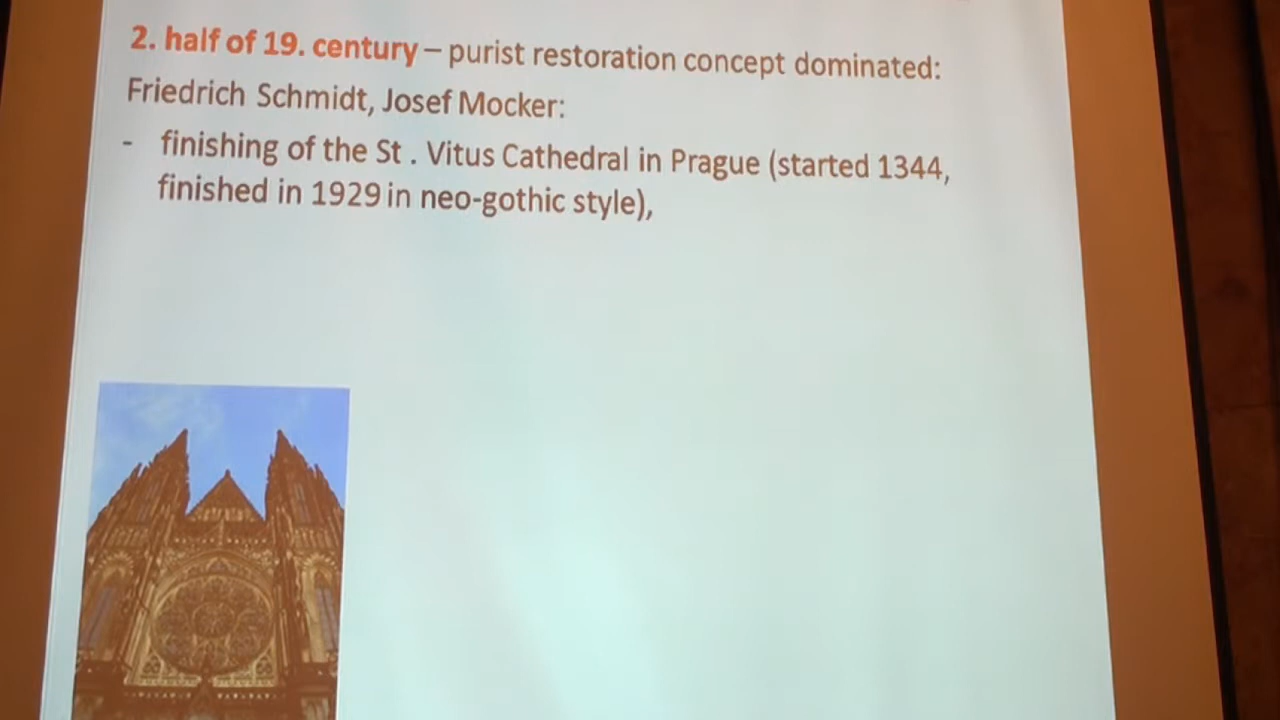 2. half of 19. century – purist restoration concept dominated:
Friedrich Schmidt, Josef Mocker:
- finishing of the St . Vitus Cathedral in Prague (started 1344,
finished in 1929 in neo-gothic style),